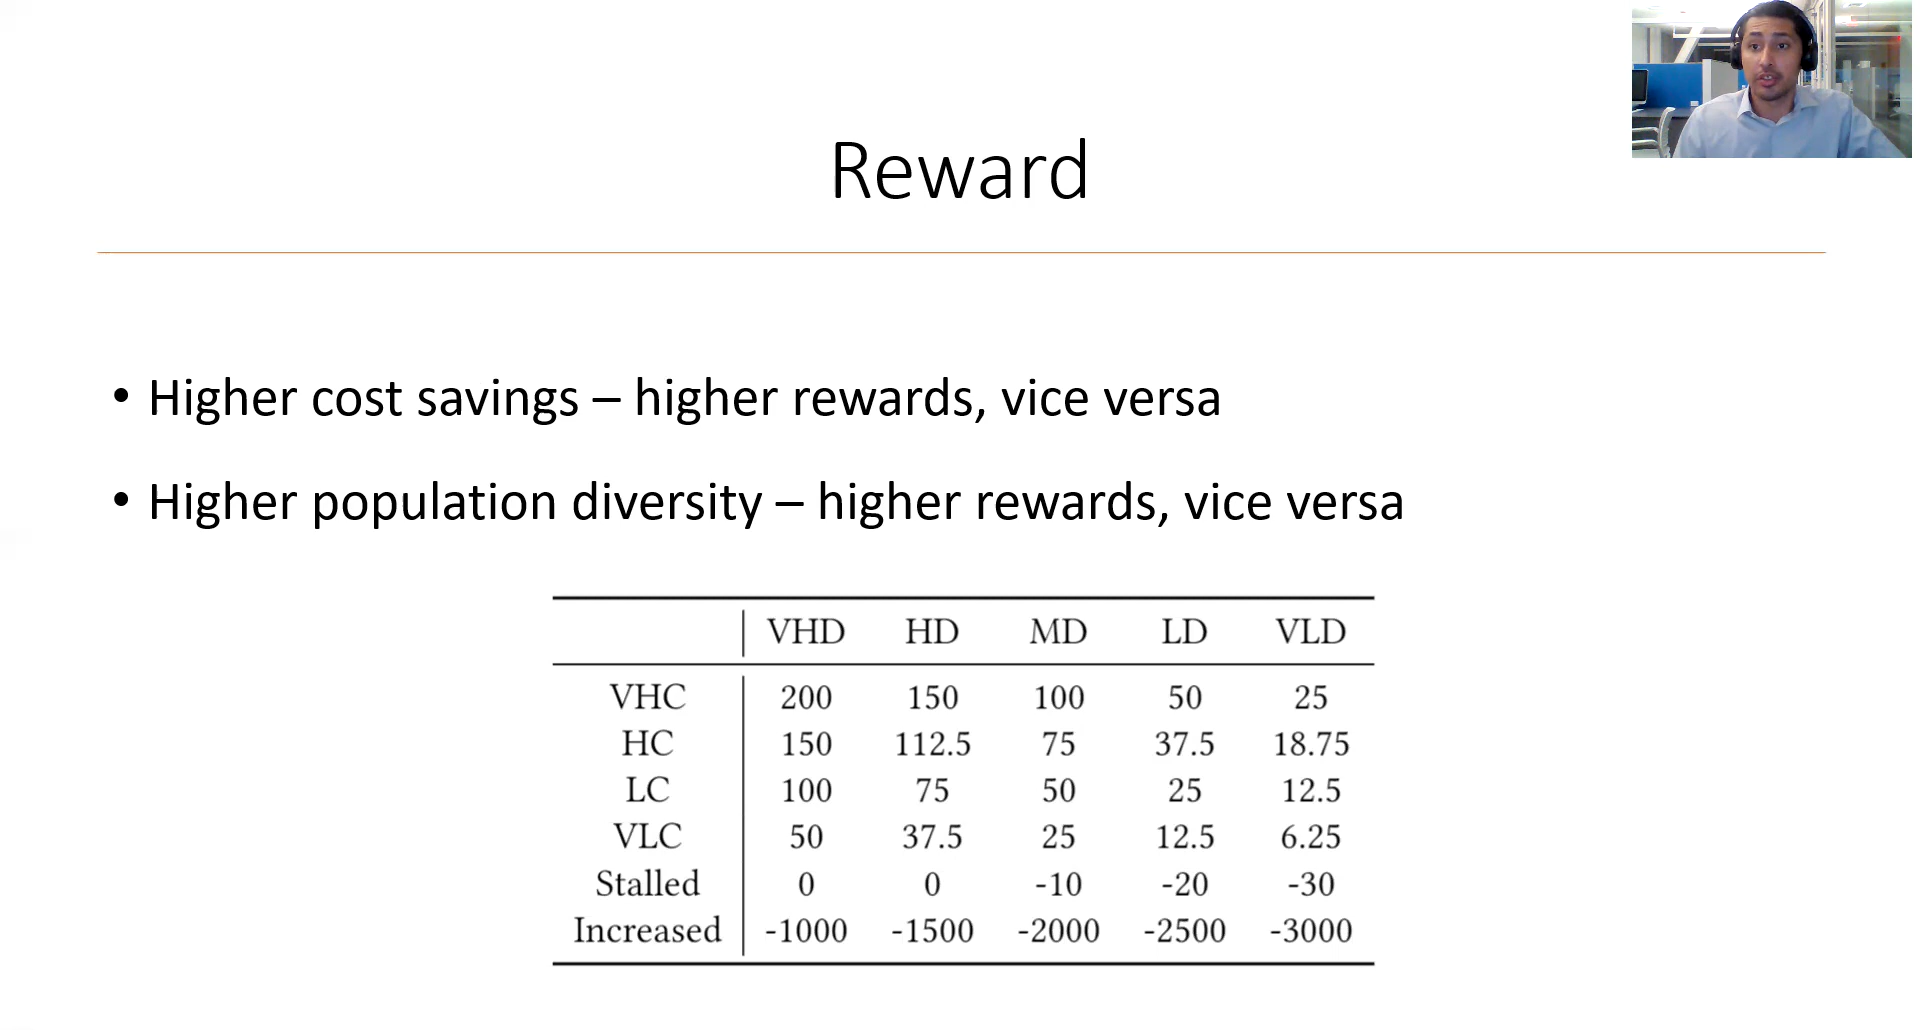 Reward
• Higher cost savings – higher rewards, vice versa
• Higher population diversity – higher rewards, vice versa
VHD HD MD LD VLD
VHC 200 150 100 50 25
HC 150 112.5 75 37.5 18.75
LC 100 75 50 25 12.5
VLC 50 37.5 25 12.5 6.25
Stalled 0 0 -10 -20 -30
Increased -1000 -1500 -2000 -2500 -3000